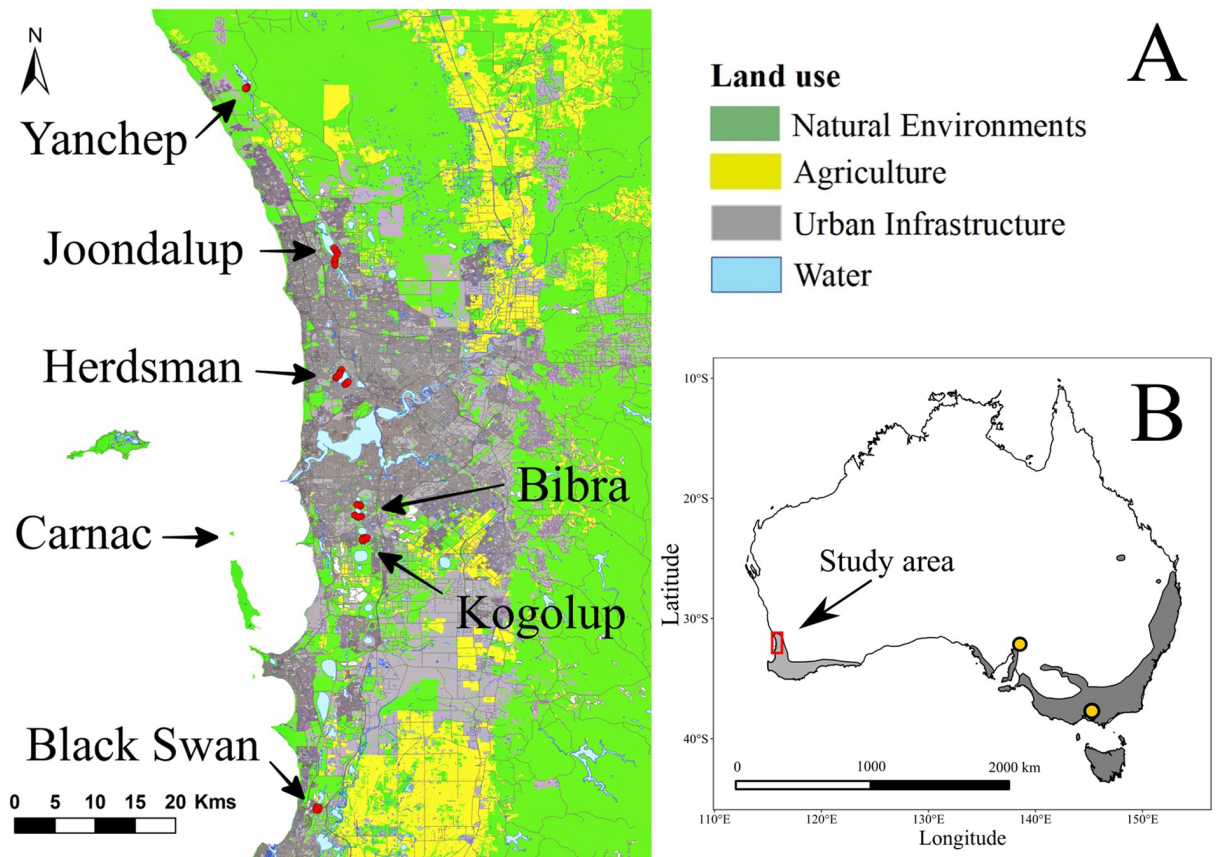 N
Yanchep
Joondalup
Herdsman
Bibra
Carnac
Kogolup
Black Swan
0 5 10 15 20 Kms
A
Land use
Natural Environments
Agriculture
Urban Infrastructure
Water
B
10°S
20°S
30°S
40°S
Latitude
Study area
0 1000 2000 km
110°E 120°E 130°E 140°E 150°E
Longitude